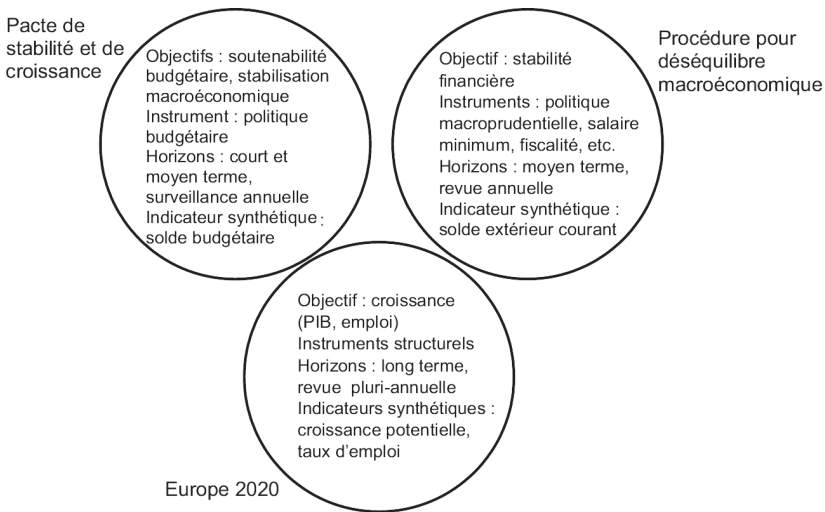 Pacte de
stabilité et de
croissance
Objectifs : soutenabilité
budgétaire, stabilisation
macroéconomique
Instrument : politique
budgétaire
Horizons : court et
moyen terme,
surveillance annuelle
Indicateur synthétique :
solde budgétaire
Objectif : stabilité
financière
Instruments : politique
macroprudentielle, salaire
minimum, fiscalité, etc.
Horizons : moyen terme,
revue annuelle
Indicateur synthétique :
solde extérieur courant
Procédure pour
déséquilibre
macroéconomique
Objectif : croissance
(PIB, emploi)
Instruments structurels
Horizons : long terme,
revue pluri-annuelle
Indicateurs synthétiques :
croissance potentielle,
taux d'emploi
Europe 2020